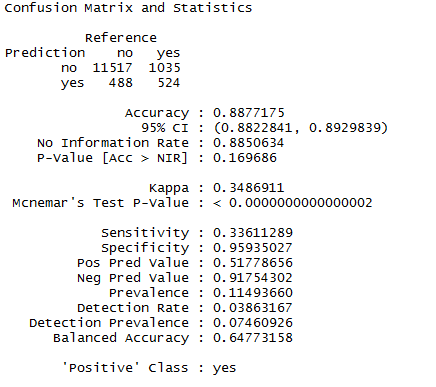 Confusion Matrix and Statistics
Reference
Prediction no yes
no 11517 1035
yes 488 524
Accuracy : 0.8877175
95% CI : (0.8822841, 0.8929839)
No Information Rate : 0.8850634
P-Value [Acc > NIR] : 0.169686
Kappa : 0.3486911
Mcnemar's Test P-Value : < 0.0000000000000002
Sensitivity : 0.33611289
Specificity : 0.95935027
Pos Pred Value : 0.51778656
Neg Pred Value : 0.91754302
Prevalence : 0.11493660
Detection Rate : 0.03863167
Detection Prevalence : 0.07460926
Balanced Accuracy : 0.64773158
'Positive' Class : yes